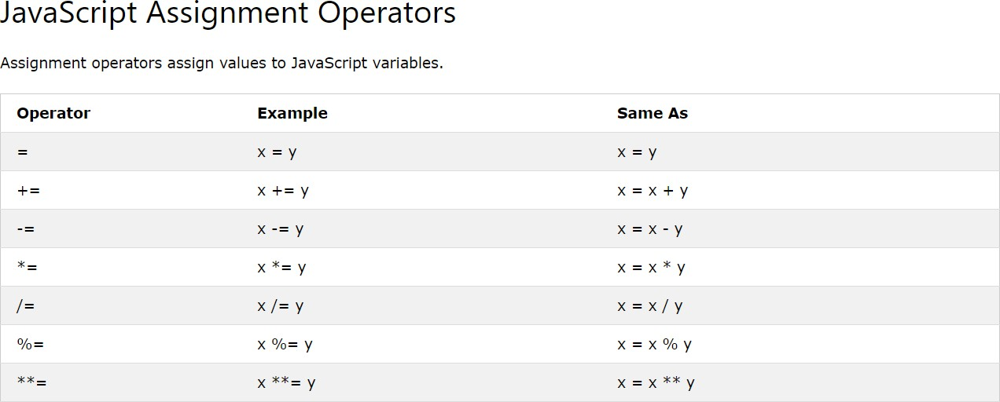 JavaScript Assignment Operators
Assignment operators assign values to JavaScript variables.
Operator Example Same As
= x = y x = y
+= x += y x = x + y
-= x -= y x = x - y
*= x *= y x = x * y
/= x /= y x = x / y
%= x %= y x = x % y
**= x **= y x = x ** y